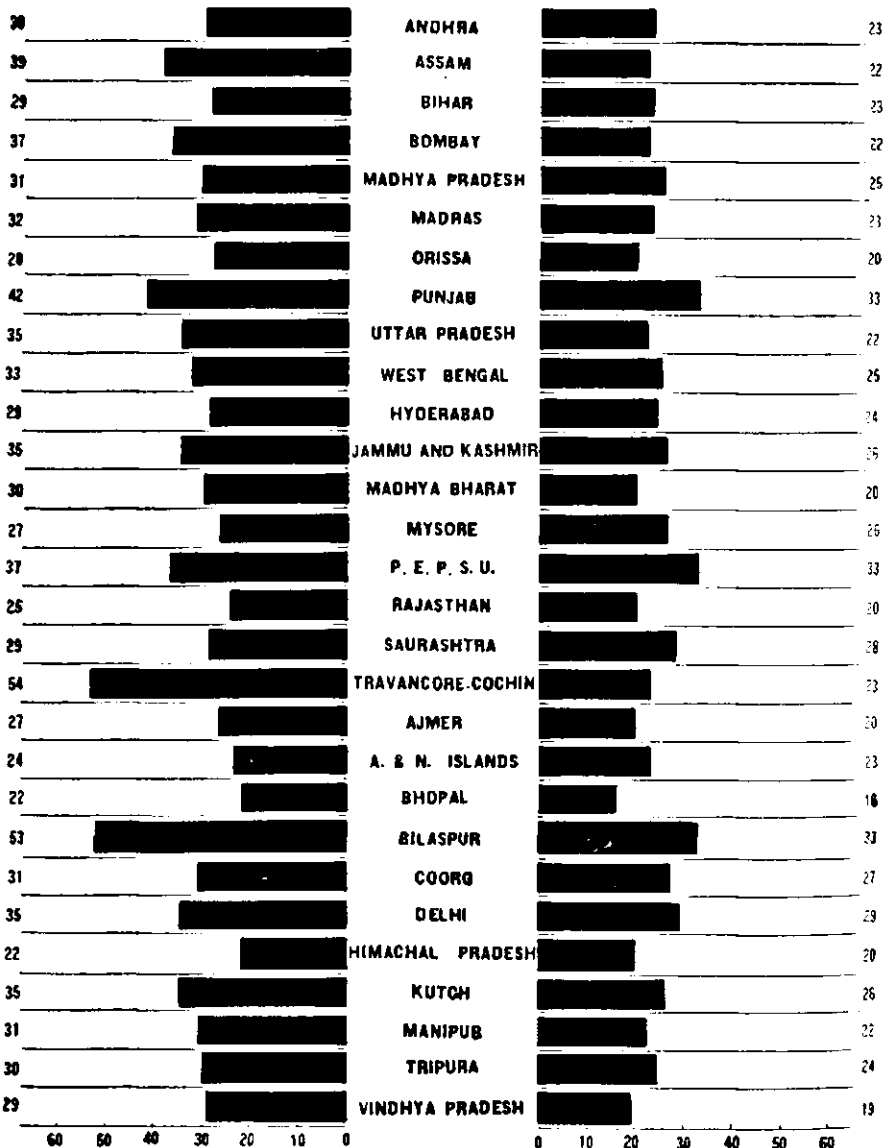 30 ANDHRA 23
39 ASSAM 22
29 BIHAR 23
37 BOMBAY 22
31 MADHYA PRADESH 25
32 MADRAS 23
28 ORISSA 20
42 PUNJAB 33
35 UTTAR PRADESH 22
33 WEST BENGAL 25
29 HYDERABAD 24
35 JAMMU AND KASHMIR 26
30 MADHYA BHARAT 20
27 MYSORE 26
37 P. E. P. S. U. 33
25 RAJASTHAN 20
29 SAURASHTRA 28
54 TRAVANCORE-COCHIN 23
27 AJMER 20
24 A. & N. ISLANDS 23
22 BHOPAL 16
53 BILASPUR 33
31 COORG 27
35 DELHI 29
22 HIMACHAL PRADESH 20
35 KUTCH 26
31 MANIPUR 22
30 TRIPURA 24
29 VINDHYA PRADESH 19
60 50 40 30 20 10 0 0 20 30 40 50 60